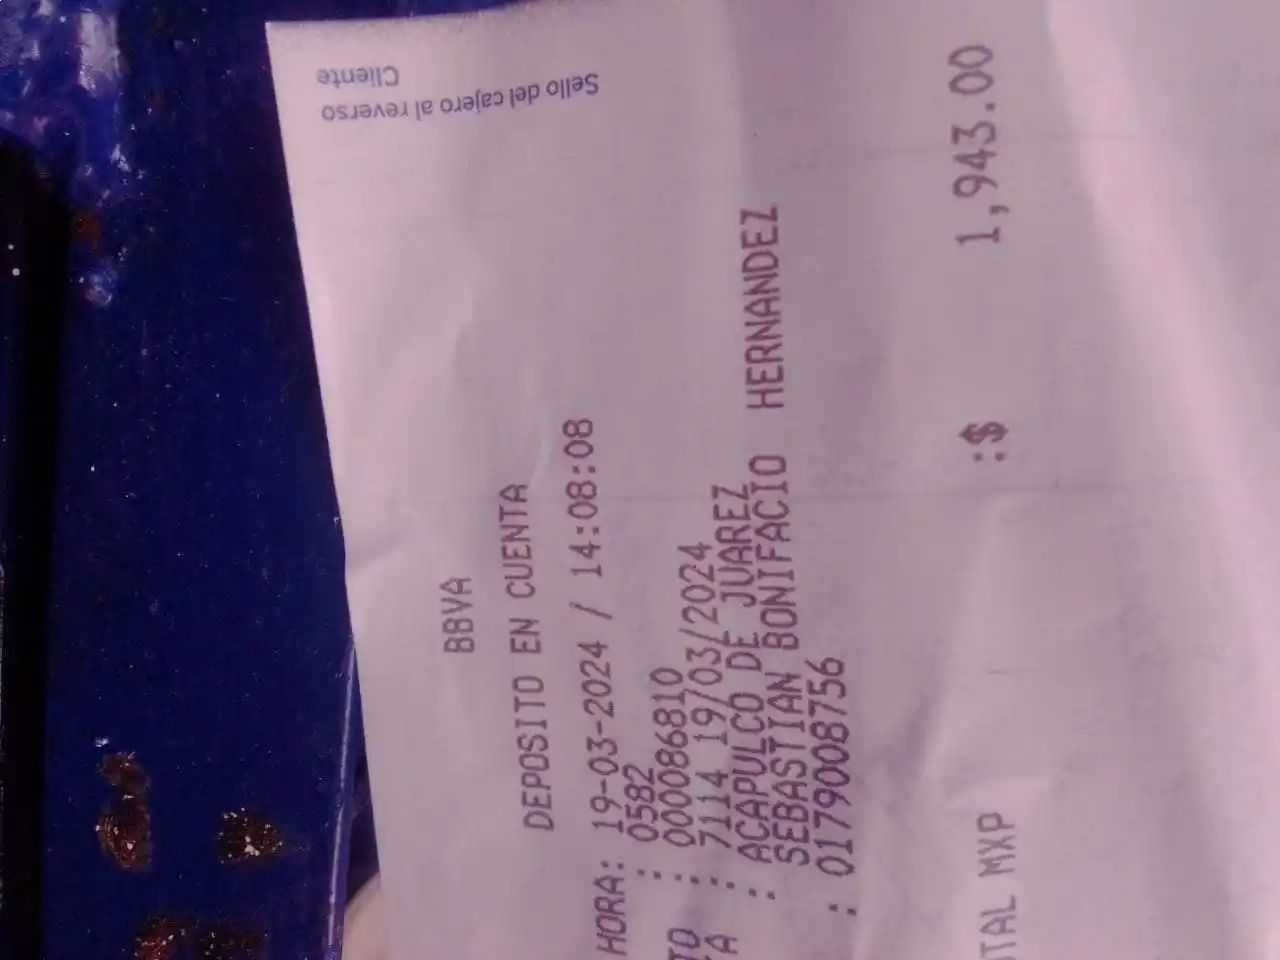 Sello del cajero al reverso
Cliente
BBVA
DEPOSITO EN CUENTA
HORA: 19-03-2024 / 14:08:08
: 0582
TO : 000086810
A : 7114 19/03/2024
: ACAPULCO DE JUAREZ
SEBASTIAN BONIFACIO HERNANDEZ
: 0179008756
TAL MXP :$ 1,943.00